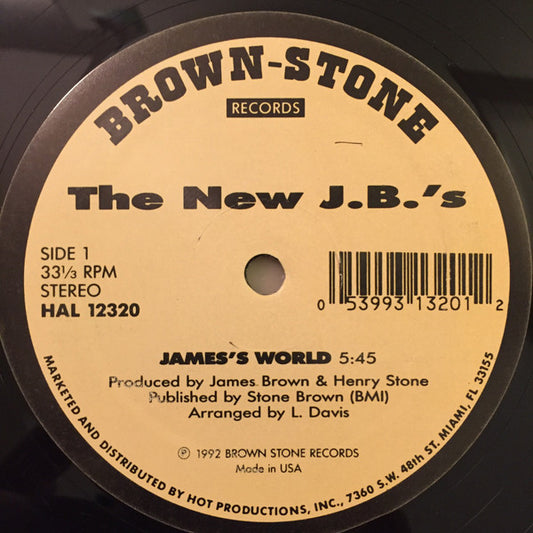 BROWN-STONE
RECORDS
The New J.B.'s
SIDE 1
33⅓ RPM
STEREO
HAL 12320
0 53993 13201 2
JAMES'S WORLD 5:45
Produced by James Brown & Henry Stone
Published by Stone Brown (BMI)
Arranged by L. Davis
℗ 1992 BROWN STONE RECORDS
Made in USA
MARKETED AND DISTRIBUTED BY HOT PRODUCTIONS, INC., 7360 S.W. 48th ST. MIAMI, FL 33155